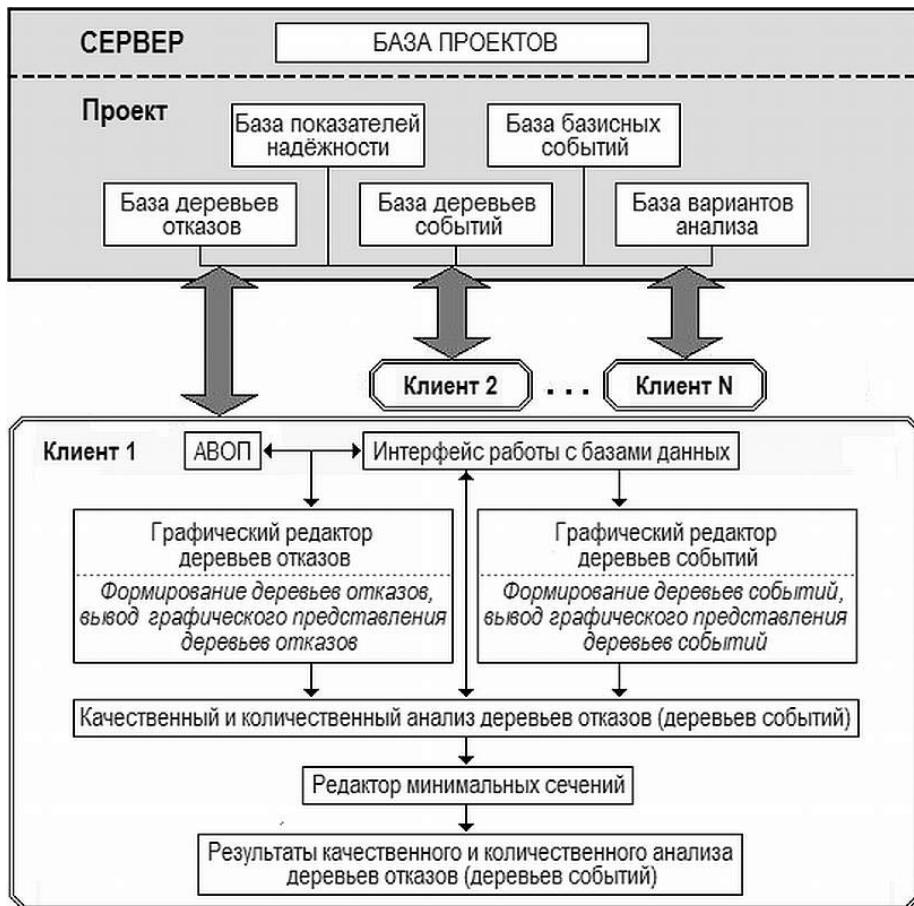 СЕРВЕР
БАЗА ПРОЕКТОВ
Проект
База показателей
надёжности
База базисных
событий
База деревьев
отказов
База деревьев
событий
База вариантов
анализа
Клиент 2
. . .
Клиент N
Клиент 1
АВОП
Интерфейс работы с базами данных
Графический редактор
деревьев отказов
Формирование деревьев отказов,
вывод графического представления
деревьев отказов
Графический редактор
деревьев событий
Формирование деревьев событий,
вывод графического представления
деревьев событий
Качественный и количественный анализ деревьев отказов (деревьев событий)
Редактор минимальных сечений
Результаты качественного и количественного анализа
деревьев отказов (деревьев событий)